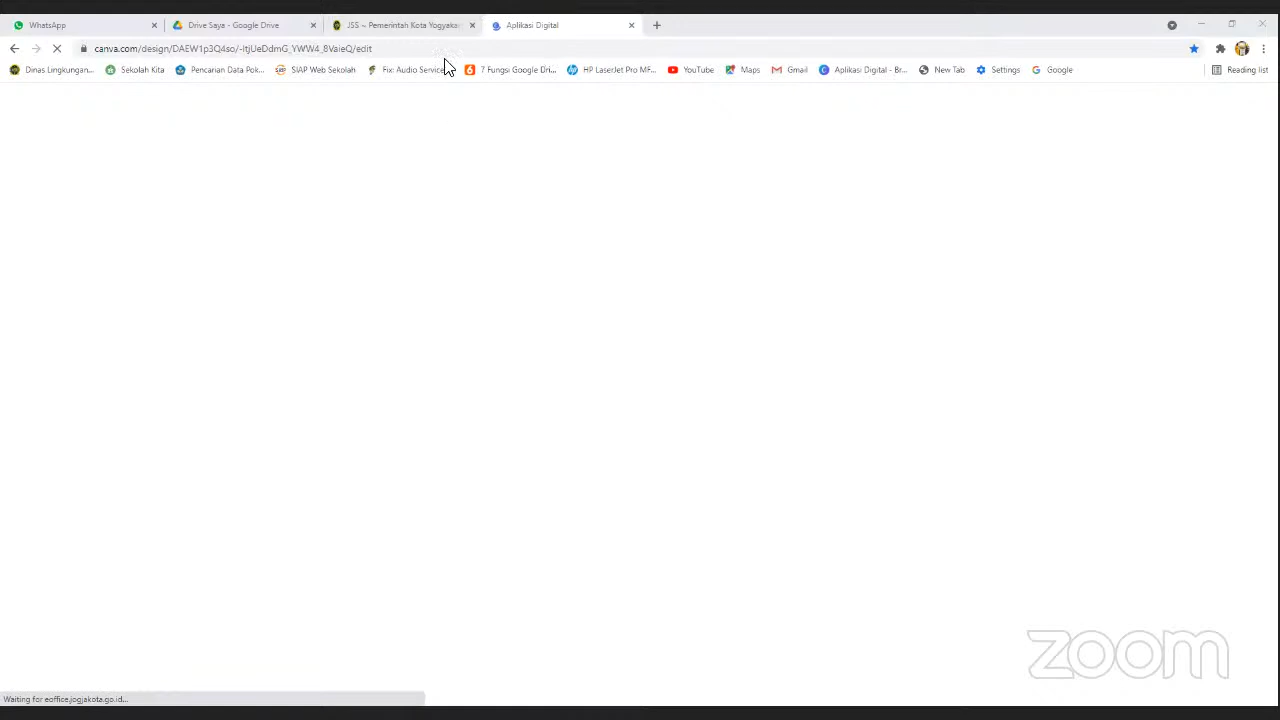 WhatsApp
Drive Saya - Google Drive
JSS ~ Pemerintah Kota Yogyakar
Aplikasi Digital
canva.com/design/DAEW1p3Q4so/-ItjUeDdmG_YWW4_8VaieQ/edit
Dinas Lingkungan...
Sekolah Kita
Pencarian Data Pok...
SIAP Web Sekolah
Fix: Audio Service
7 Fungsi Google Dri...
HP LaserJet Pro MF...
YouTube
Maps
Gmail
Aplikasi Digital - Br...
New Tab
Settings
Google
Reading list
zoom
Waiting for eoffice.jogjakota.go.id...